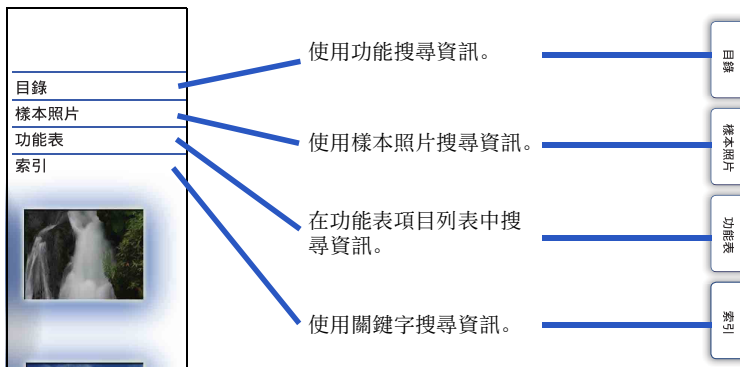 目錄
樣本照片
功能表
索引
使用功能搜尋資訊。
使用樣本照片搜尋資訊。
在功能表項目列表中搜
尋資訊。
使用關鍵字搜尋資訊。
目錄
樣本照片
功能表
索引